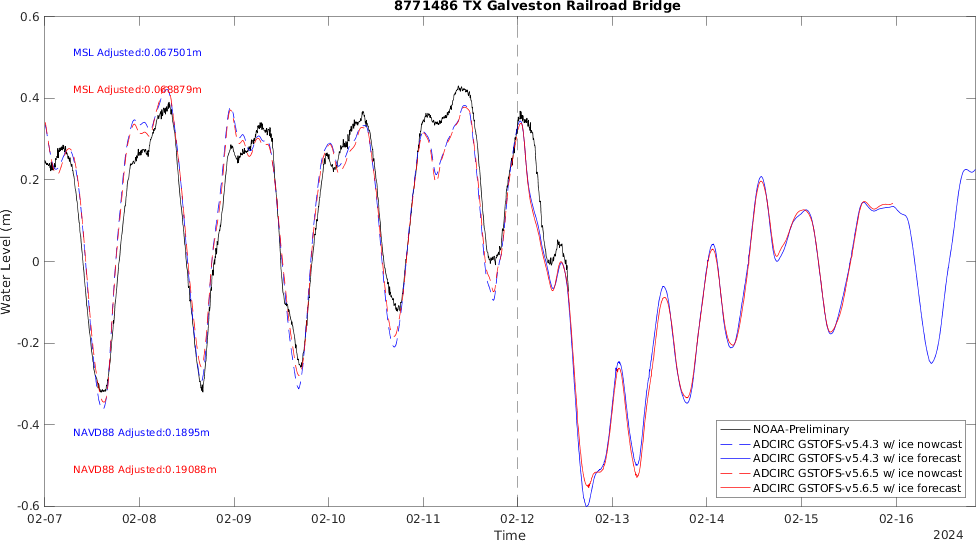 8771486 TX Galveston Railroad Bridge
0.6
0.4
0.2
0
-0.2
-0.4
-0.6
Water Level (m)
MSL Adjusted:0.067501m
MSL Adjusted:0.068879m
NAVD88 Adjusted:0.1895m
NAVD88 Adjusted:0.19088m
NOAA-Preliminary
ADCIRC GSTOFS-v5.4.3 w/ ice nowcast
ADCIRC GSTOFS-v5.4.3 w/ ice forecast
ADCIRC GSTOFS-v5.6.5 w/ ice nowcast
ADCIRC GSTOFS-v5.6.5 w/ ice forecast
02-07 02-08 02-09 02-10 02-11 02-12 02-13 02-14 02-15 02-16
Time
2024